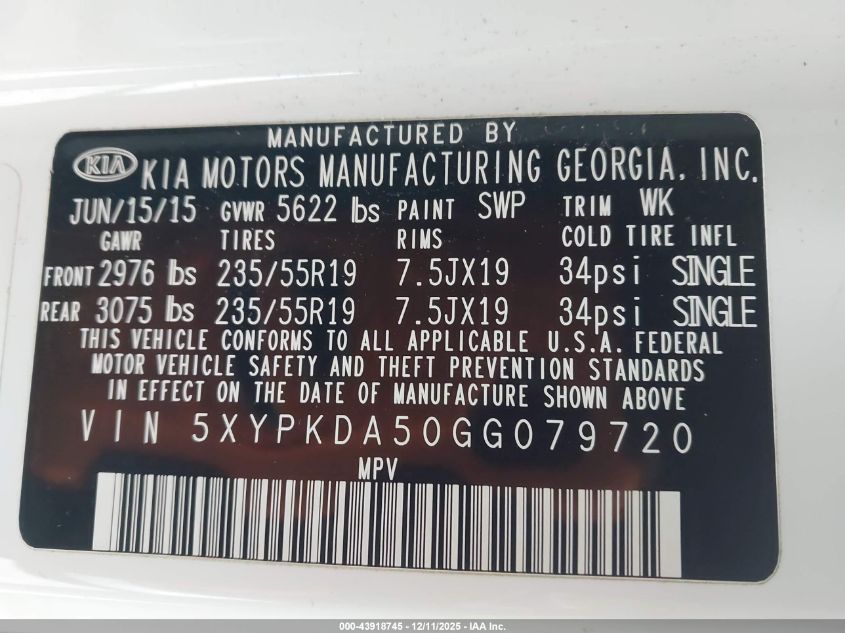 MANUFACTURED BY
KIA KIA MOTORS MANUFACTURING GEORGIA, INC.
JUN/15/15 GVWR 5622 lbs PAINT SWP TRIM WK
GAWR TIRES RIMS COLD TIRE INFL
FRONT 2976 lbs 235/55R19 7.5JX19 34psi SINGLE
REAR 3075 lbs 235/55R19 7.5JX19 34psi SINGLE
THIS VEHICLE CONFORMS TO ALL APPLICABLE U.S.A. FEDERAL
MOTOR VEHICLE SAFETY AND THEFT PREVENTION STANDARDS
IN EFFECT ON THE DATE OF MANUFACTURE SHOWN ABOVE
VIN 5XYPKDA50GG079720
MPV
000-43918745 - 12/11/2025 - IAA Inc.